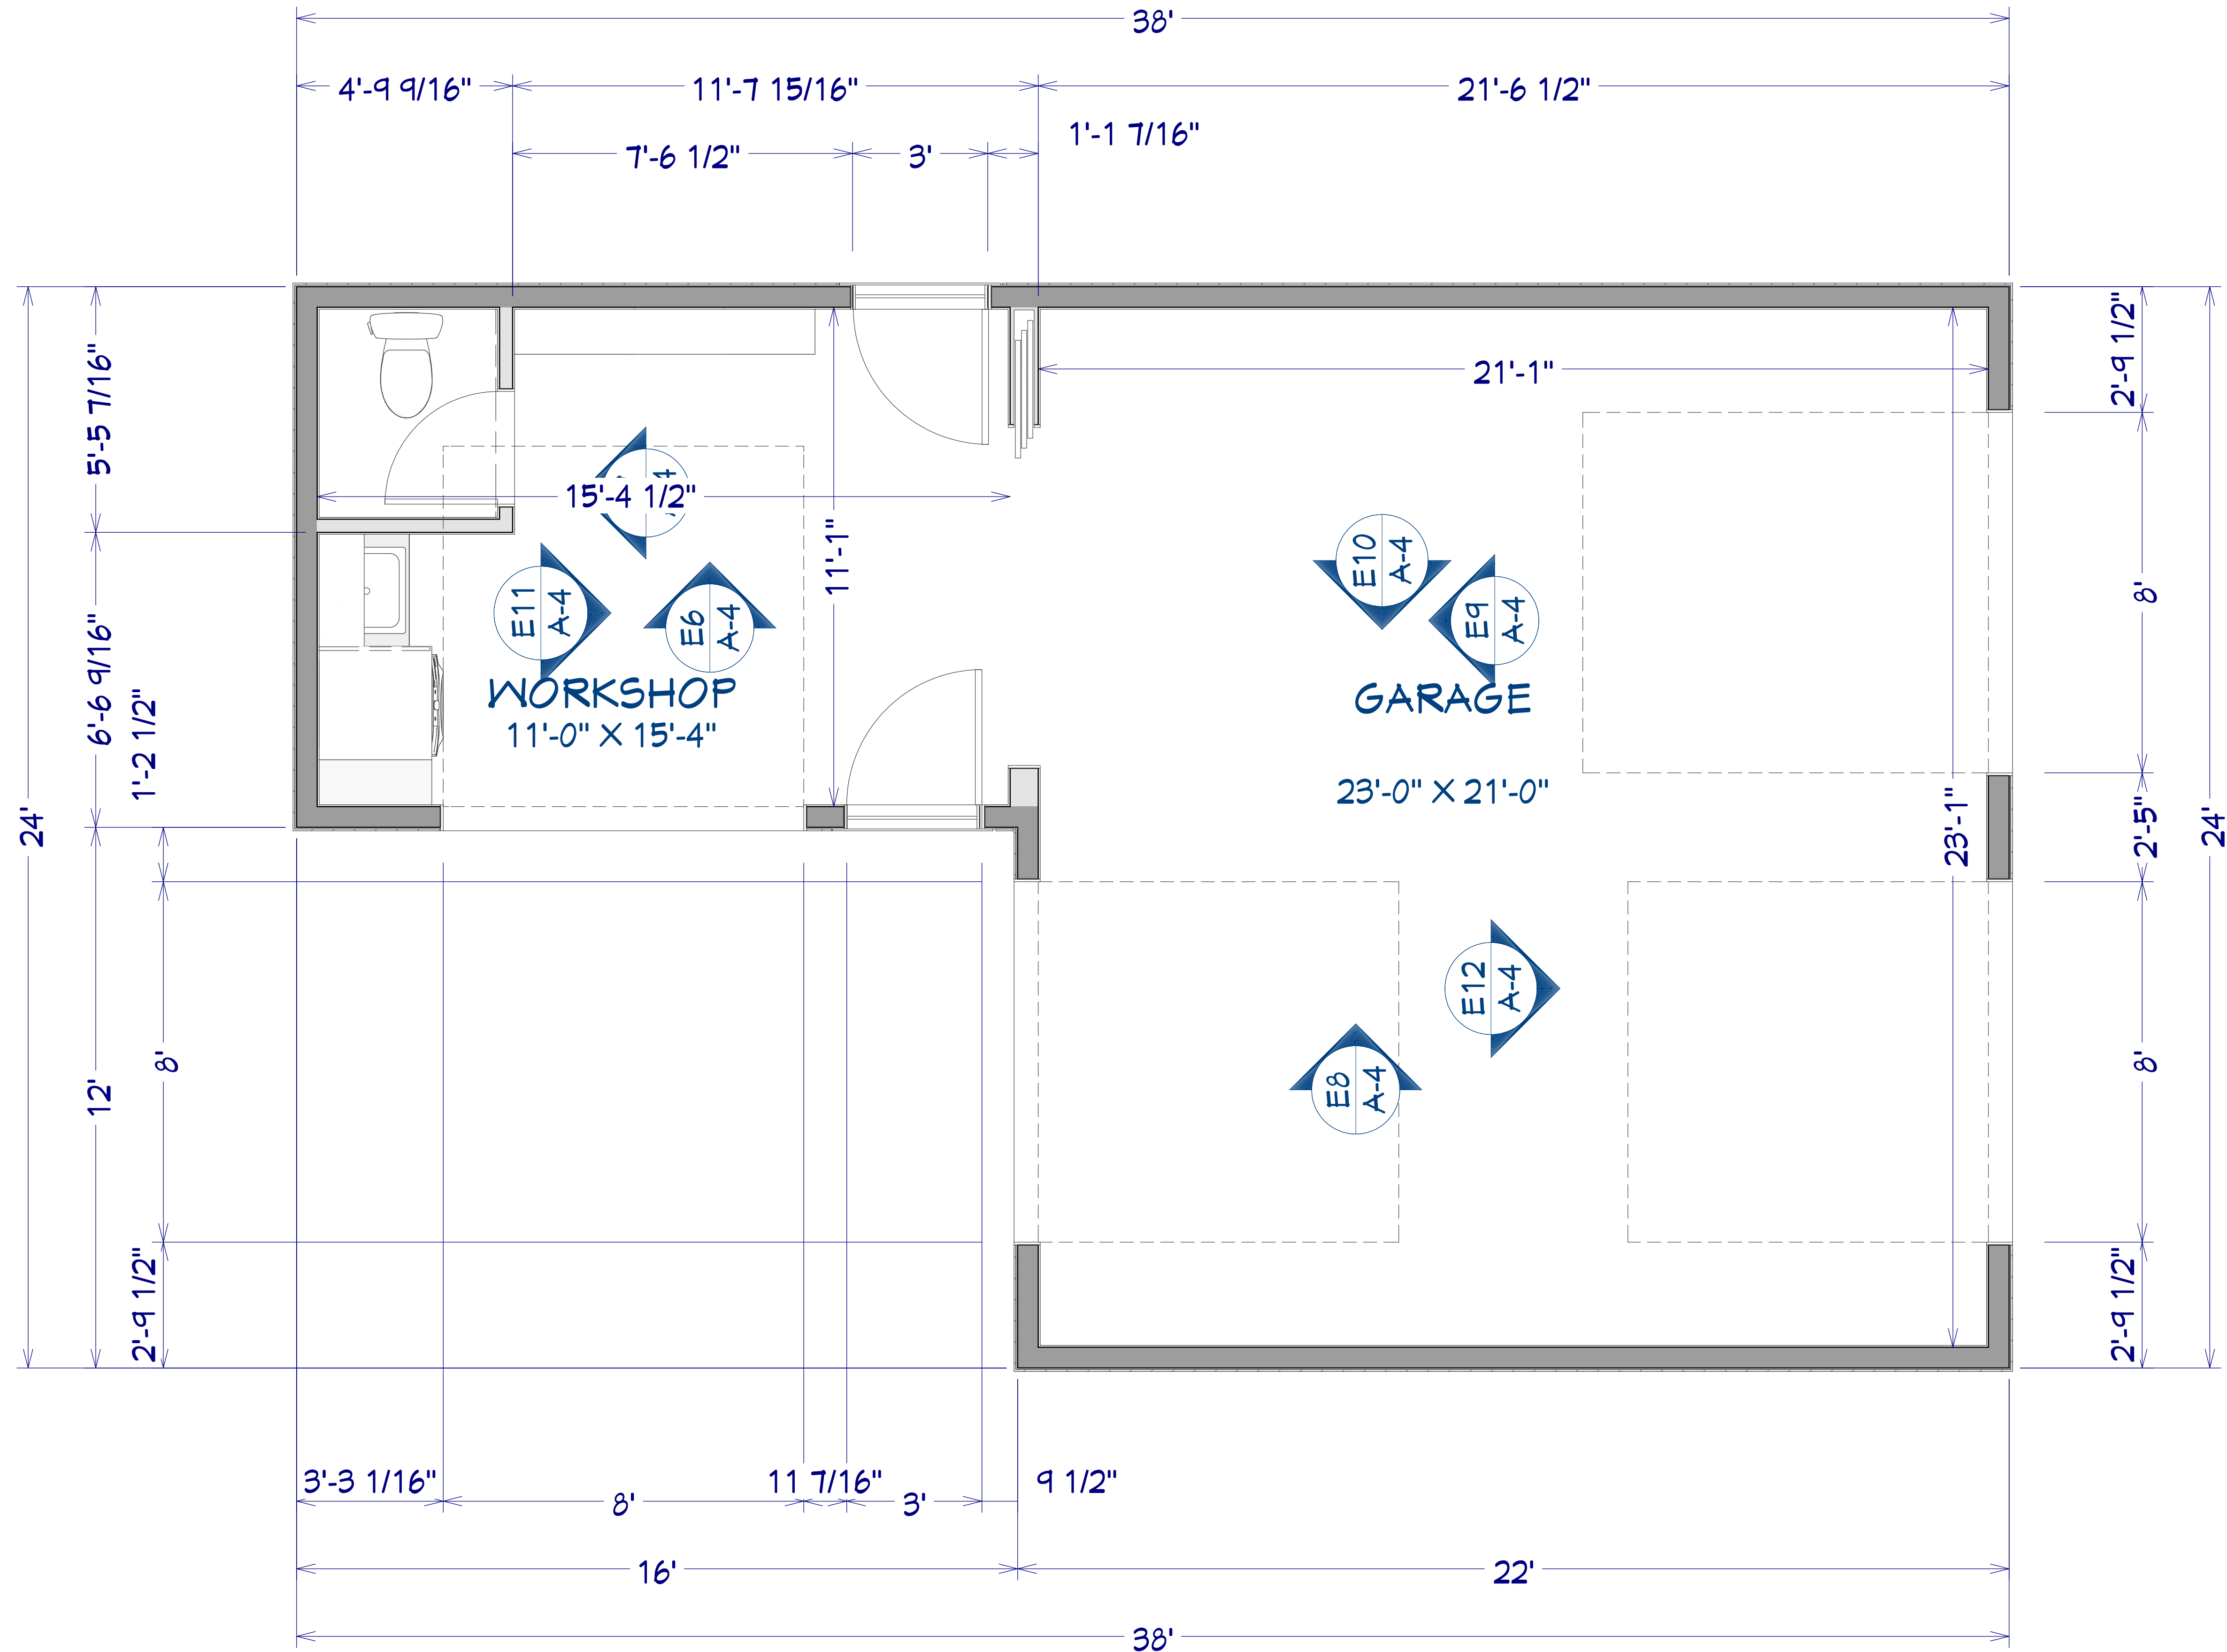 38'
4'-9 9/16"
11'-7 15/16"
21'-6 1/2"
1'-1 7/16"
7'-6 1/2"
3'
24'
5'-5 7/16"
6'-6 9/16"
1'-2 1/2"
12'
8'
2'-9 1/2"
15'-4 1/2"
11'-1"
E11
A-4
E6
A-4
WORKSHOP
11'-0" X 15'-4"
21'-1"
E10
A-4
E9
A-4
GARAGE
23'-0" X 21'-0"
23'-1"
E12
A-4
E8
A-4
2'-9 1/2"
8'
2'-5"
8'
2'-9 1/2"
24'
3'-3 1/16"
8'
11 7/16"
3'
9 1/2"
16'
22'
38'